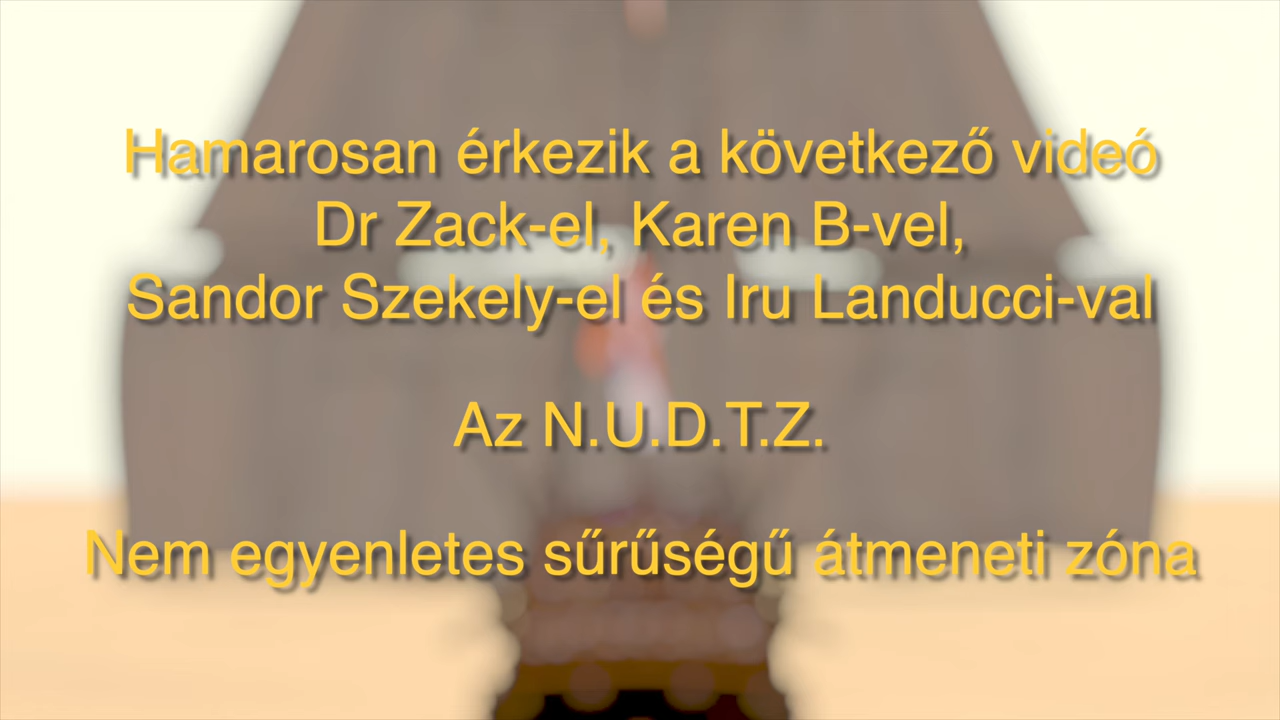 Hamarosan érkezik a következő videó
Dr Zack-el, Karen B-vel,
Sandor Szekely-el és Iru Landucci-val
Az N.U.D.T.Z.
Nem egyenletes sűrűségű átmeneti zóna